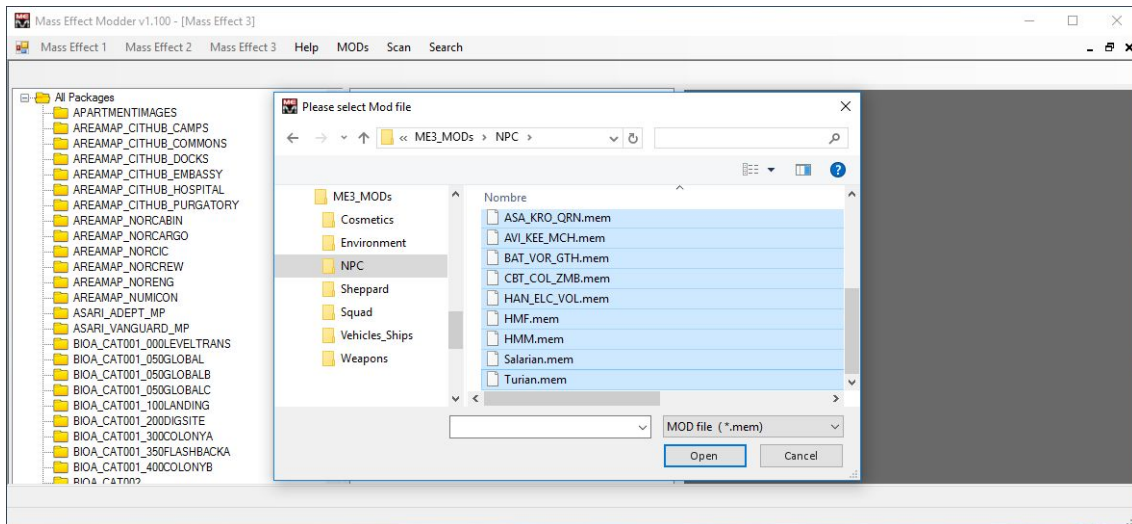 Mass Effect Modder v1.100 - [Mass Effect 3]
Mass Effect 1 Mass Effect 2 Mass Effect 3 Help MODs Scan Search
All Packages
APARTMENTIMAGES
AREAMAP_CITHUB_CAMPS
AREAMAP_CITHUB_COMMONS
AREAMAP_CITHUB_DOCKS
AREAMAP_CITHUB_EMBASSY
AREAMAP_CITHUB_HOSPITAL
AREAMAP_CITHUB_PURGATORY
AREAMAP_NORCABIN
AREAMAP_NORCARGO
AREAMAP_NORCIC
AREAMAP_NORCREW
AREAMAP_NORENG
AREAMAP_NUMICON
ASARI_ADEPT_MP
ASARI_VANGUARD_MP
BIOA_CAT001_000LEVELTRANS
BIOA_CAT001_050GLOBAL
BIOA_CAT001_050GLOBALB
BIOA_CAT001_050GLOBALC
BIOA_CAT001_100LANDING
BIOA_CAT001_200DIGSITE
BIOA_CAT001_300COLONYA
BIOA_CAT001_350FLASHBACKA
BIOA_CAT001_400COLONYB
BIOA_CAT002
Please select Mod file
« ME3_MODs > NPC >
ME3_MODs
Cosmetics
Environment
NPC
Sheppard
Squad
Vehicles_Ships
Weapons
Nombre
ASA_KRO_QRN.mem
AVI_KEE_MCH.mem
BAT_VOR_GTH.mem
CBT_COL_ZMB.mem
HAN_ELC_VOL.mem
HMF.mem
HMM.mem
Salarian.mem
Turian.mem
MOD file ( *.mem)
Open Cancel